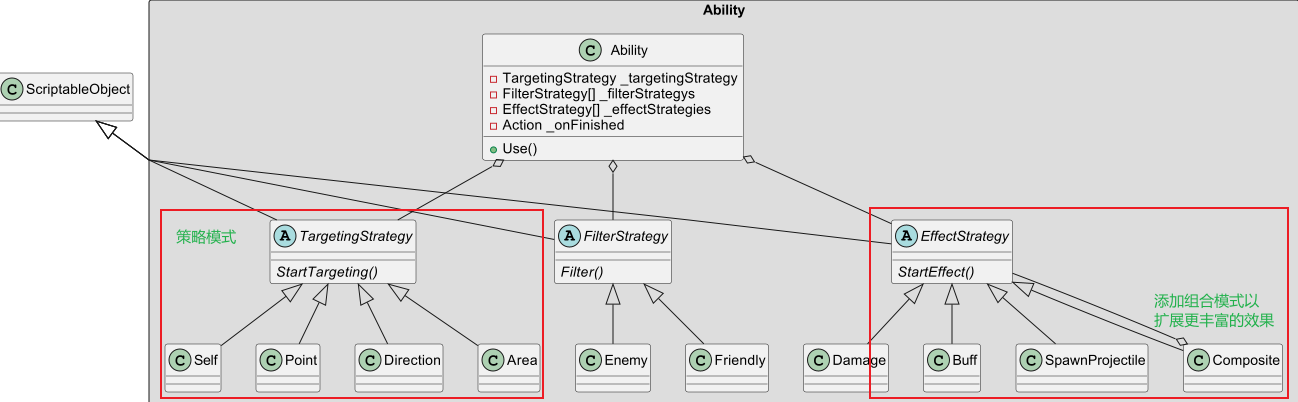 Ability
C Ability
TargetingStrategy _targetingStrategy
FilterStrategy[] _filterStrategys
EffectStrategy[] _effectStrategies
Action _onFinished
Use()
C ScriptableObject
策略模式
A TargetingStrategy
StartTargeting()
A FilterStrategy
Filter()
A EffectStrategy
StartEffect()
添加组合模式以
扩展更丰富的效果
C Self
C Point
C Direction
C Area
C Enemy
C Friendly
C Damage
C Buff
C SpawnProjectile
C Composite